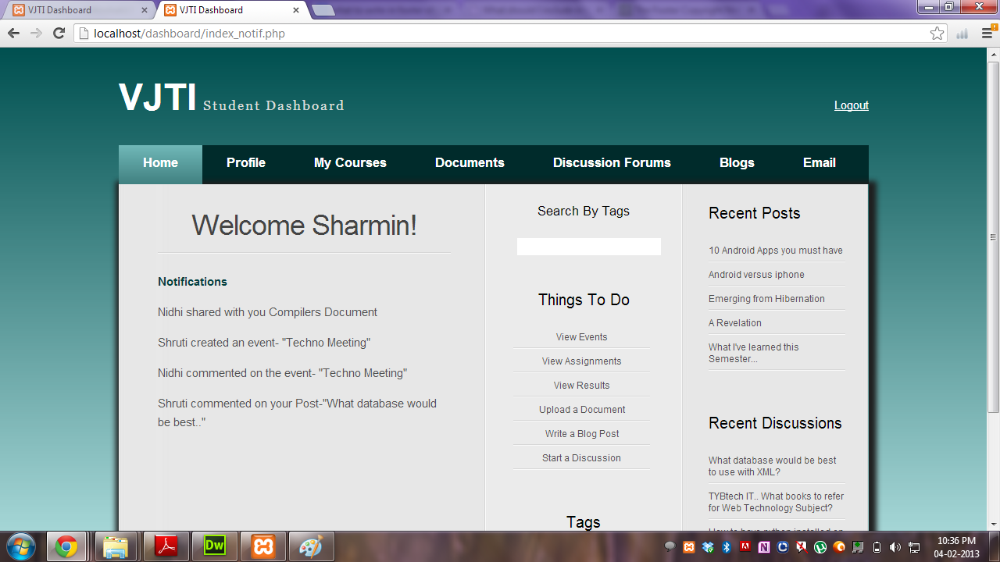 VJTI Dashboard
VJTI Dashboard
localhost/dashboard/index_notif.php
VJTI Student Dashboard
Logout
Home Profile My Courses Documents Discussion Forums Blogs Email
Welcome Sharmin!
Notifications
Nidhi shared with you Compilers Document
Shruti created an event- "Techno Meeting"
Nidhi commented on the event- "Techno Meeting"
Shruti commented on your Post-"What database would
be best.."
Search By Tags
Things To Do
View Events
View Assignments
View Results
Upload a Document
Write a Blog Post
Start a Discussion
Tags
Recent Posts
10 Android Apps you must have
Android versus iphone
Emerging from Hibernation
A Revelation
What I've learned this
Semester...
Recent Discussions
What database would be best
to use with XML?
TYBtech IT.. What books to refer
for Web Technology Subject?
Dw
10:36 PM
04-02-2013